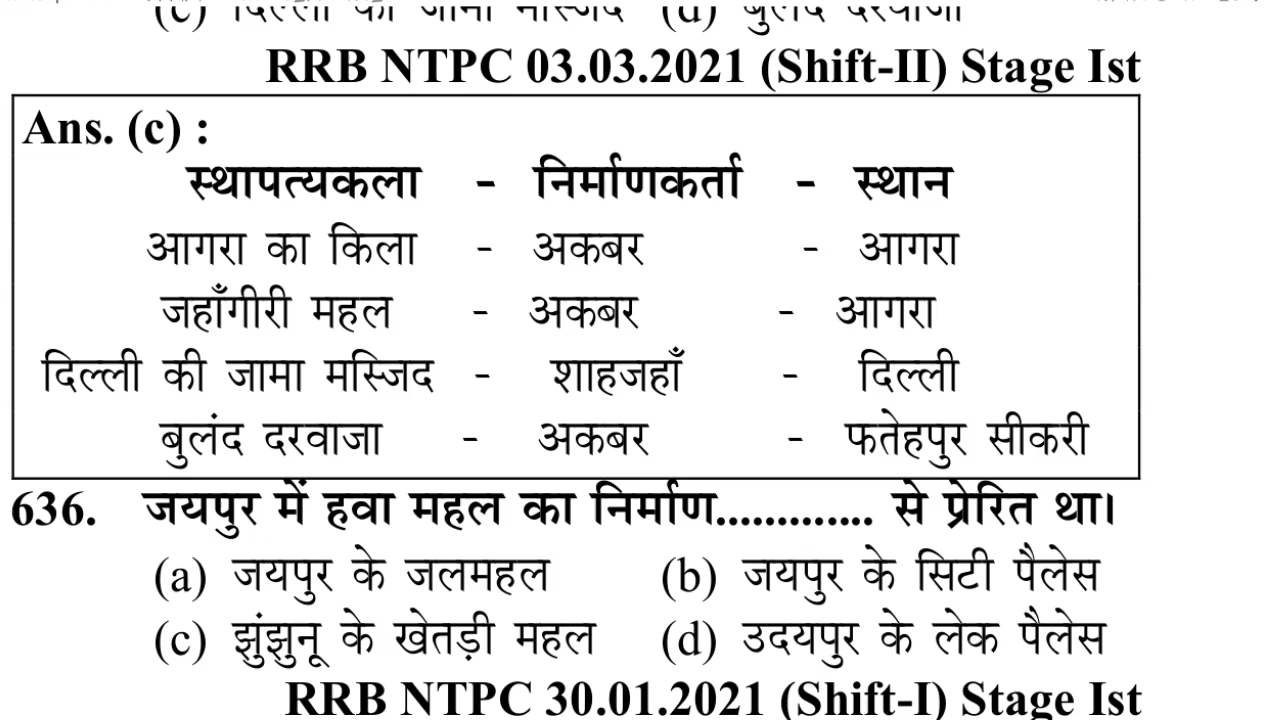 (c) दिल्ली की जामा मस्जिद (d) बुलंद दरवाजा
RRB NTPC 03.03.2021 (Shift-II) Stage Ist
Ans. (c) :
स्थापत्यकला - निर्माणकर्ता - स्थान
आगरा का किला - अकबर - आगरा
जहाँगीरी महल - अकबर - आगरा
दिल्ली की जामा मस्जिद - शाहजहाँ - दिल्ली
बुलंद दरवाजा - अकबर - फतेहपुर सीकरी
636. जयपुर में हवा महल का निर्माण............. से प्रेरित था।
(a) जयपुर के जलमहल (b) जयपुर के सिटी पैलेस
(c) झुंझुनू के खेतड़ी महल (d) उदयपुर के लेक पैलेस
RRB NTPC 30.01.2021 (Shift-I) Stage Ist